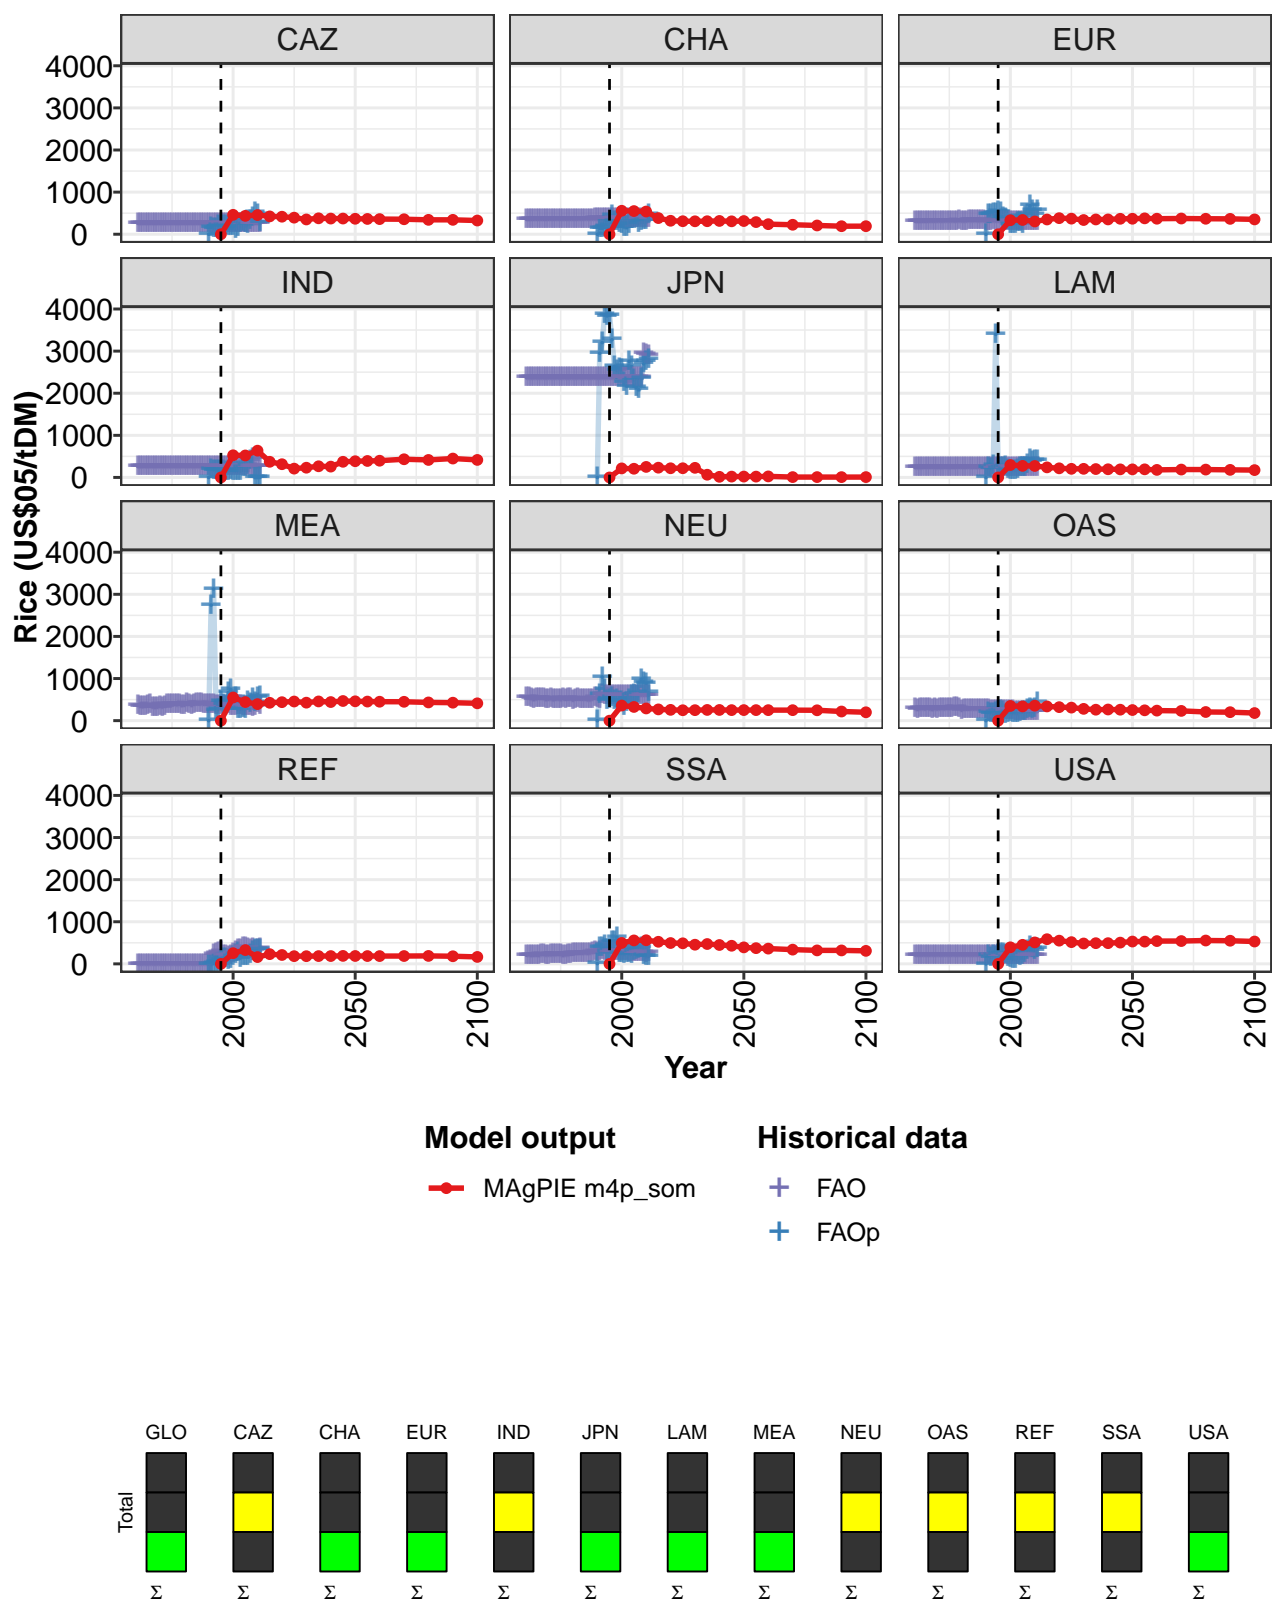 CAZ CHA EUR
4000
3000
2000
1000
0
IND JPN LAM
4000
3000
2000
1000
0
MEA NEU OAS
4000
3000
2000
1000
0
REF SSA USA
4000
3000
2000
1000
0
Rice (US$05/tDM)
2000 2050 2100 2000 2050 2100 2000 2050 2100
Year
Model output Historical data
MAgPIE m4p_som FAO
FAOp
GLO CAZ CHA EUR IND JPN LAM MEA NEU OAS REF SSA USA
Total
Σ Σ Σ Σ Σ Σ Σ Σ Σ Σ Σ Σ Σ